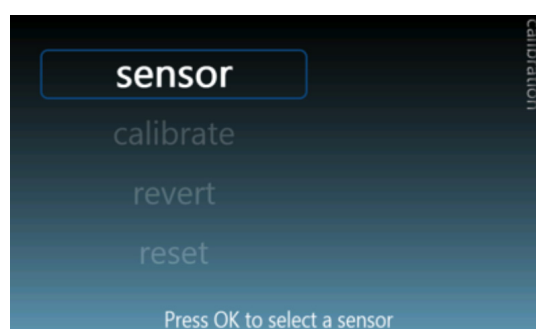 sensor
calibrate
revert
reset
Press OK to select a sensor
calibration